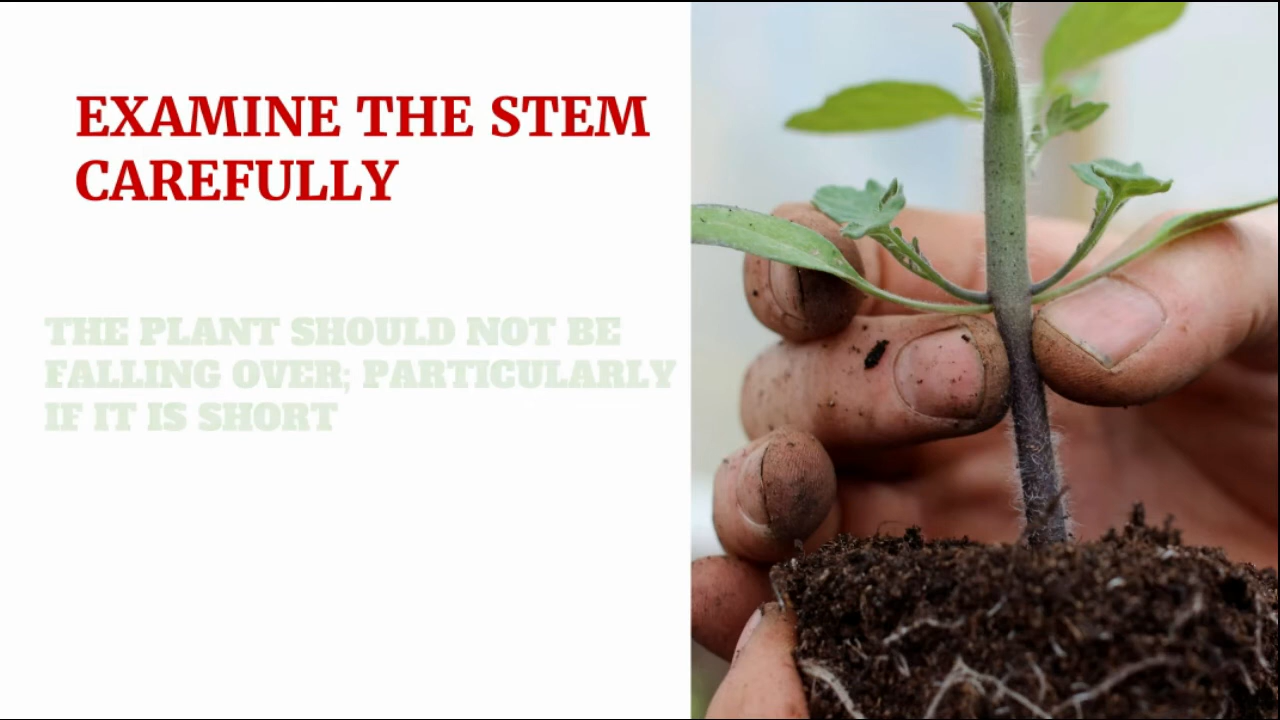 EXAMINE THE STEM
CAREFULLY
THE PLANT SHOULD NOT BE
FALLING OVER; PARTICULARLY
IF IT IS SHORT